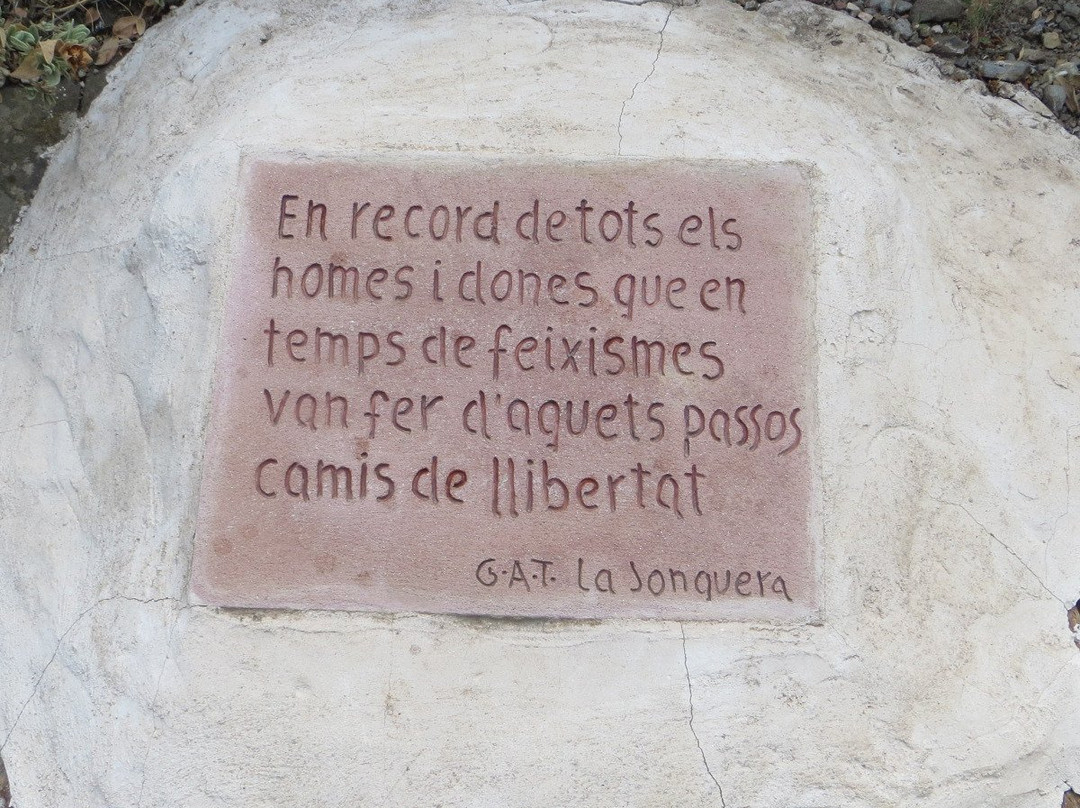 En record de tots els
homes i dones que en
temps de feixismes
van fer d'aquets passos
camis de llibertat
G.A.T. La Jonquera